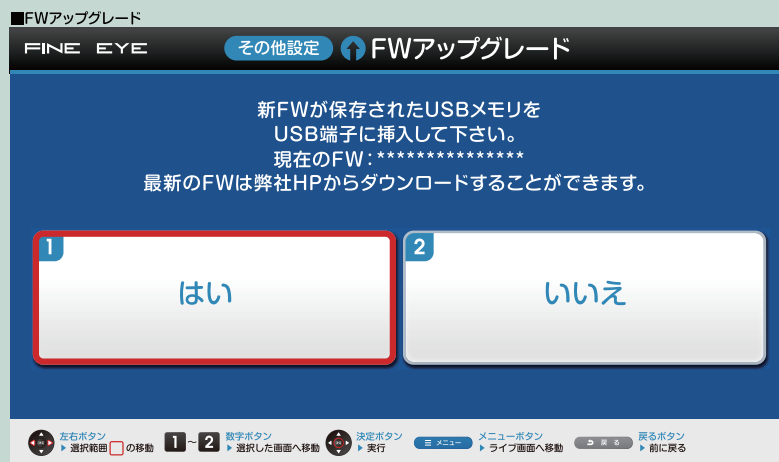 ■FWアップグレード
FINE EYE その他設定 FWアップグレード
新FWが保存されたUSBメモリを
USB端子に挿入して下さい。
現在のFW:***************
最新のFWは弊社HPからダウンロードすることができます。
1
はい
2
いいえ
左右ボタン
▶ 選択範囲 の移動
1 ~ 2
数字ボタン
▶ 選択した画面へ移動
決定ボタン
▶ 実行
メニュー
メニューボタン
▶ ライブ画面へ移動
戻る
戻るボタン
▶ 前に戻る